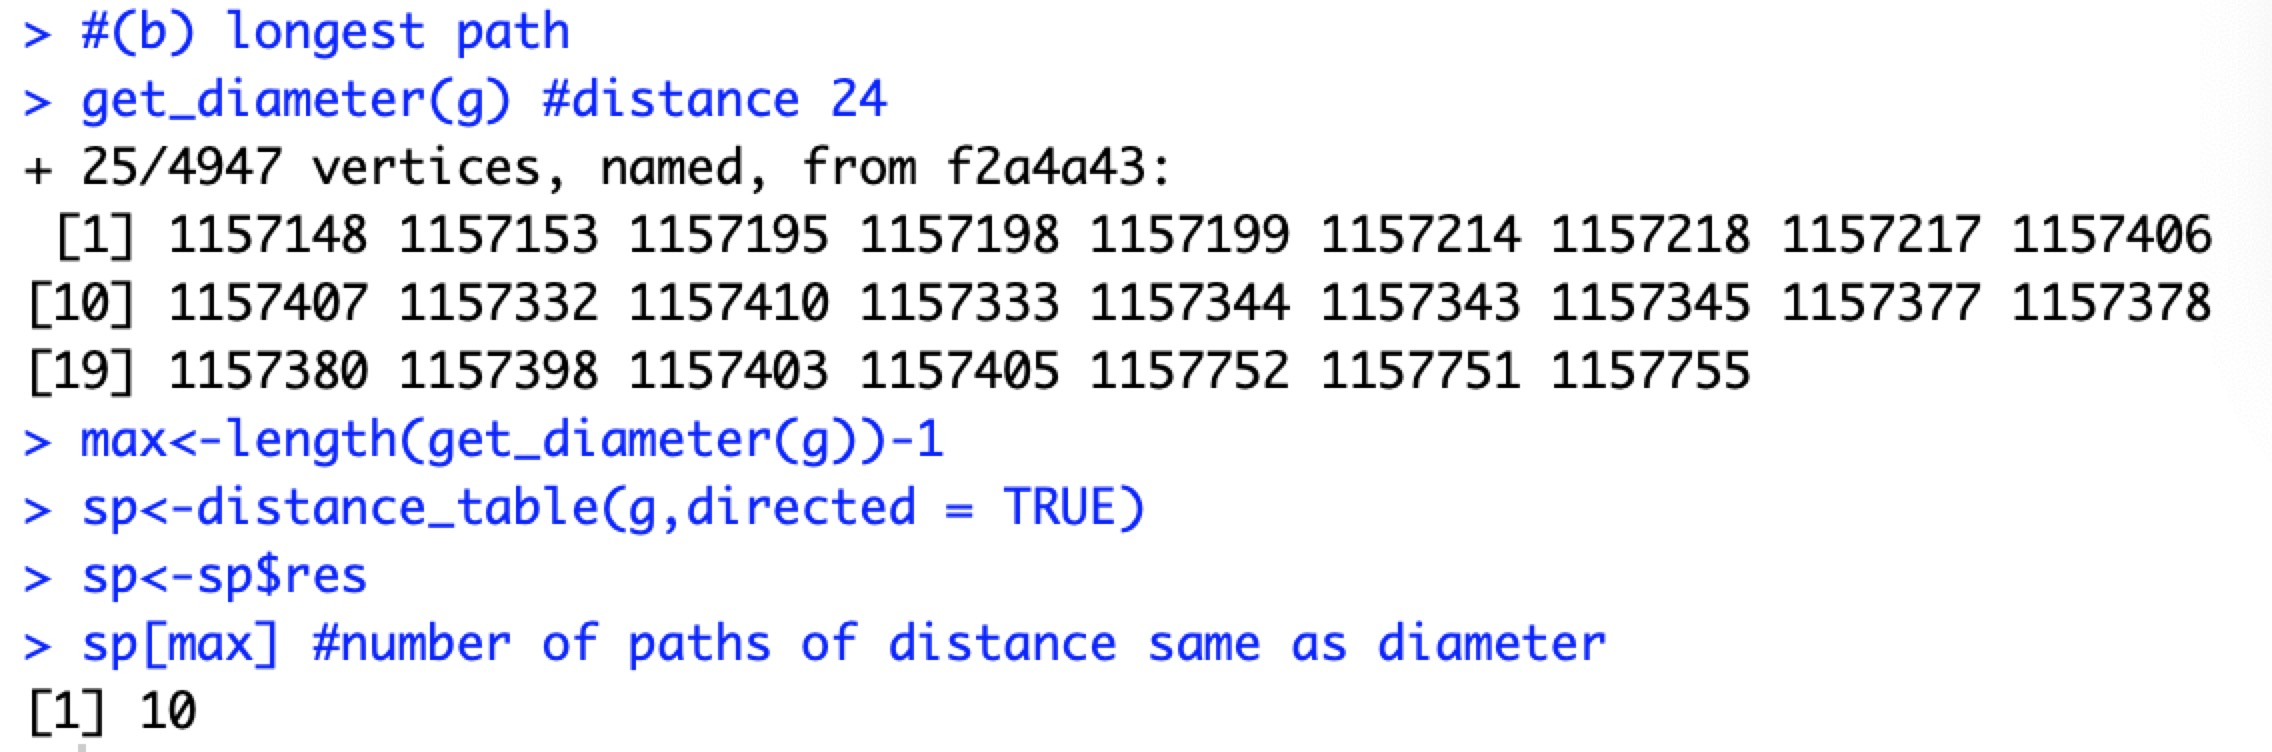 > #(b) longest path
> get_diameter(g) #distance 24
+ 25/4947 vertices, named, from f2a4a43:
 [1] 1157148 1157153 1157195 1157198 1157199 1157214 1157218 1157217 1157406
[10] 1157407 1157332 1157410 1157333 1157344 1157343 1157345 1157377 1157378
[19] 1157380 1157398 1157403 1157405 1157752 1157751 1157755
> max<-length(get_diameter(g))-1
> sp<-distance_table(g,directed = TRUE)
> sp<-sp$res
> sp[max] #number of paths of distance same as diameter
[1] 10